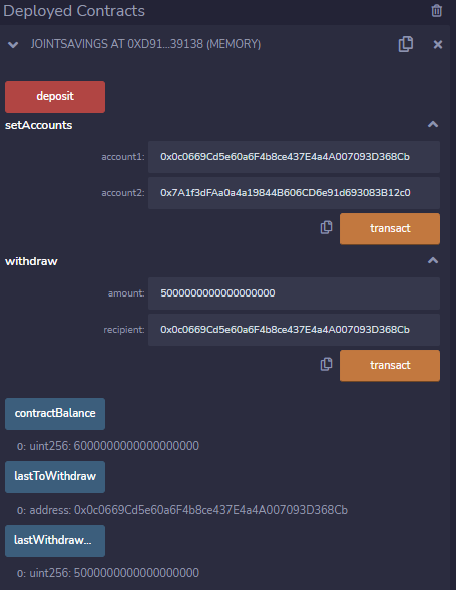 Deployed Contracts
JOINTSAVINGS AT 0XD91...39138 (MEMORY)
deposit
setAccounts
account1: 0x0c0669Cd5e60a6F4b8ce437E4a4A007093D368Cb
account2: 0x7A1f3dFAa0a4a19844B606CD6e91d693083B12c0
transact
withdraw
amount: 5000000000000000000
recipient: 0x0c0669Cd5e60a6F4b8ce437E4a4A007093D368Cb
transact
contractBalance
0: uint256: 6000000000000000000
lastToWithdraw
0: address: 0x0c0669Cd5e60a6F4b8ce437E4a4A007093D368Cb
lastWithdraw...
0: uint256: 5000000000000000000